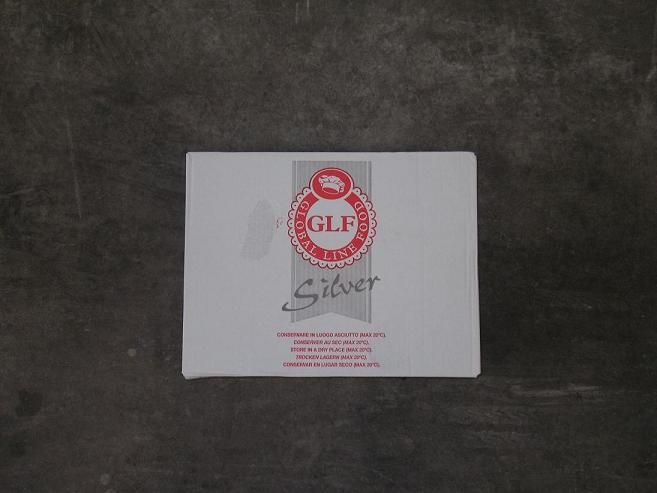 GLOBAL LINE FOOD
GLF
Silver
CONSERVARE IN LUOGO ASCIUTTO (MAX 20°C).
CONSERVER AU SEC (MAX 20°C).
STORE IN A DRY PLACE (MAX 20°C).
TROCKEN LAGERN (MAX 20°C).
CONSERVAR EN LUGAR SECO (MAX 20°C).